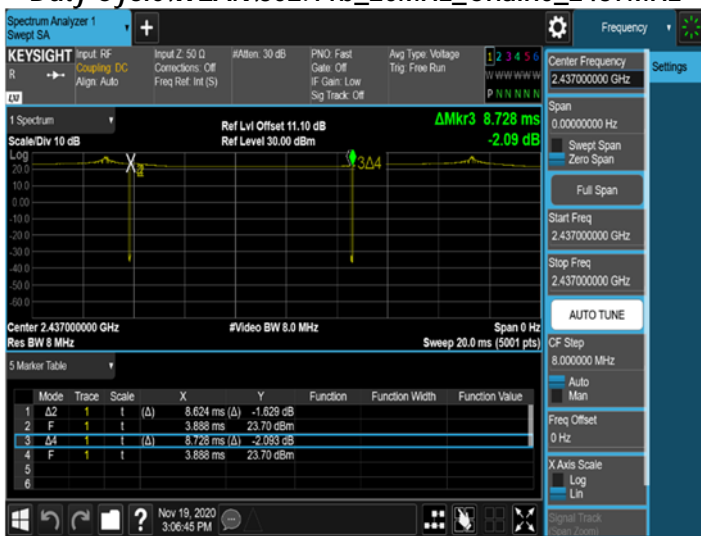 Spectrum Analyzer 1
Swept SA
+
Frequency
KEYSIGHT
R
LXI
Input: RF
Coupling: DC
Align: Auto
Input Z: 50 Ω
Corrections: Off
Freq Ref: Int (S)
#Atten: 30 dB
PNO: Fast
Gate: Off
IF Gain: Low
Sig Track: Off
Avg Type: Voltage
Trig: Free Run
1 2 3 4 5 6
W W W W W W
P N N N N N
1 Spectrum
Scale/Div 10 dB
Ref Lvl Offset 11.10 dB
Ref Level 30.00 dBm
ΔMkr3 8.728 ms
-2.09 dB
Log
20.0
10.0
0.00
-10.0
-20.0
-30.0
-40.0
-50.0
-60.0
3Δ4
Center 2.437000000 GHz
Res BW 8 MHz
#Video BW 8.0 MHz
Span 0 Hz
Sweep 20.0 ms (5001 pts)
5 Marker Table
Mode Trace Scale X Y Function Function Width Function Value
1 Δ2 1 t (Δ) 8.624 ms (Δ) -1.629 dB
2 F 1 t 3.888 ms 23.70 dBm
3 Δ4 1 t (Δ) 8.728 ms (Δ) -2.093 dB
4 F 1 t 3.888 ms 23.70 dBm
5
6
?
Nov 19, 2020
3:06:45 PM
Center Frequency
2.437000000 GHz
Span
0.00000000 Hz
Swept Span
Zero Span
Full Span
Start Freq
2.437000000 GHz
Stop Freq
2.437000000 GHz
AUTO TUNE
CF Step
8.000000 MHz
Auto
Man
Freq Offset
0 Hz
X Axis Scale
Log
Lin
Signal Track
(Span Zoom)
Settings